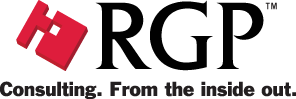 RGP™
Consulting. From the inside out.